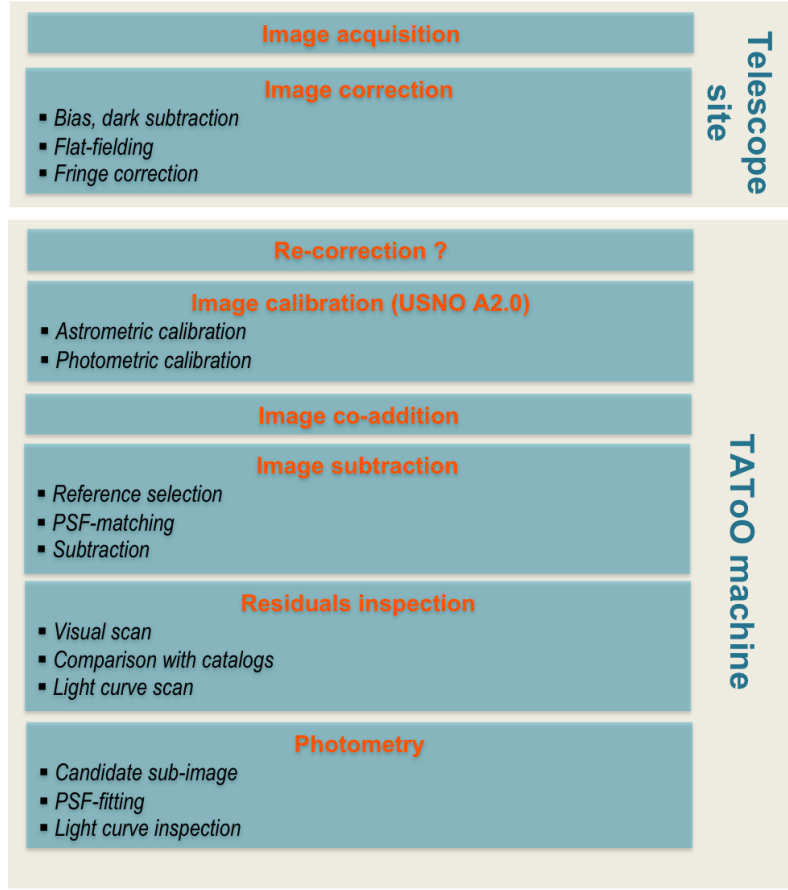 Image acquisition
Image correction
▪ Bias, dark subtraction
▪ Flat-fielding
▪ Fringe correction
Telescope
site
Re-correction ?
Image calibration (USNO A2.0)
▪ Astrometric calibration
▪ Photometric calibration
Image co-addition
Image subtraction
▪ Reference selection
▪ PSF-matching
▪ Subtraction
Residuals inspection
▪ Visual scan
▪ Comparison with catalogs
▪ Light curve scan
Photometry
▪ Candidate sub-image
▪ PSF-fitting
▪ Light curve inspection
TAToO machine